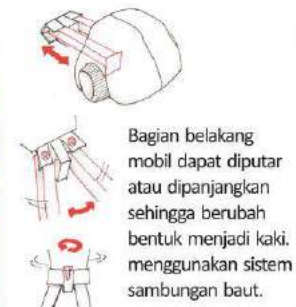 Bagian belakang
mobil dapat diputar
atau dipanjangkan
sehingga berubah
bentuk menjadi kaki.
menggunakan sistem
sambungan baut.